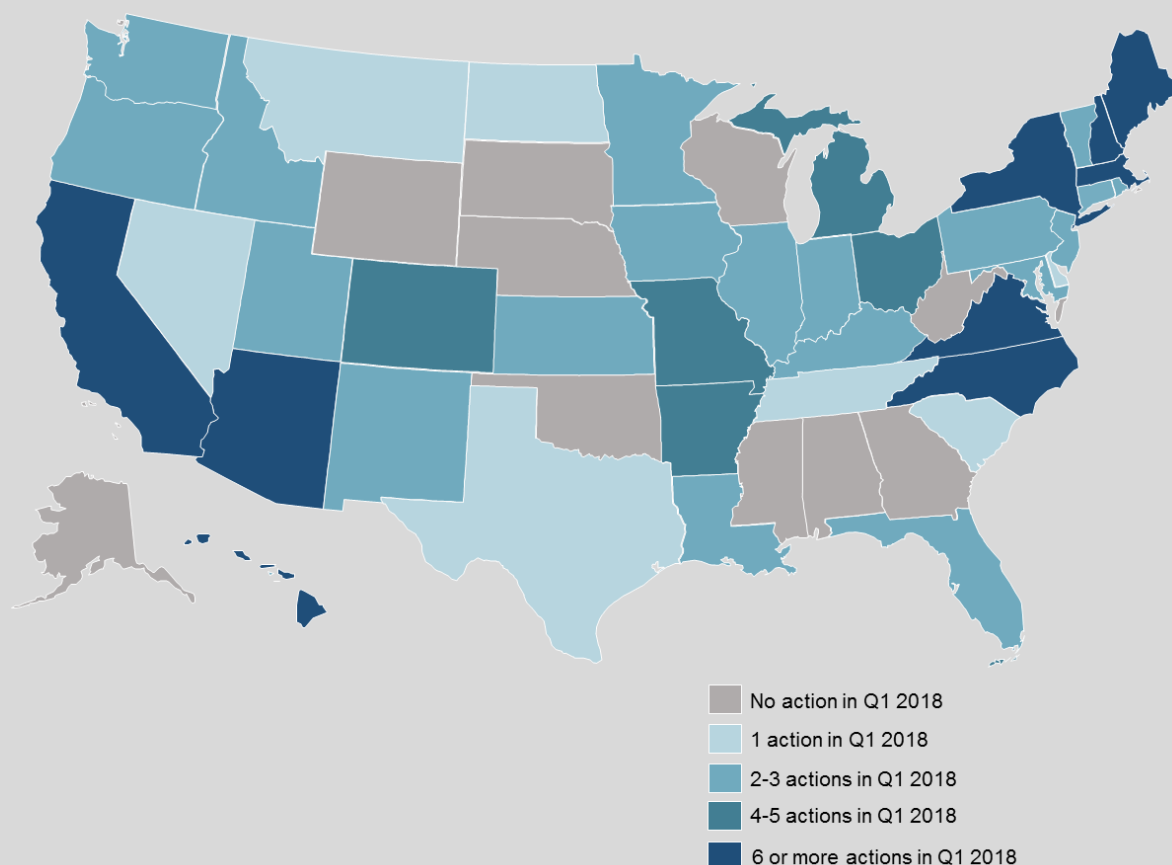 No action in Q1 2018
1 action in Q1 2018
2-3 actions in Q1 2018
4-5 actions in Q1 2018
6 or more actions in Q1 2018